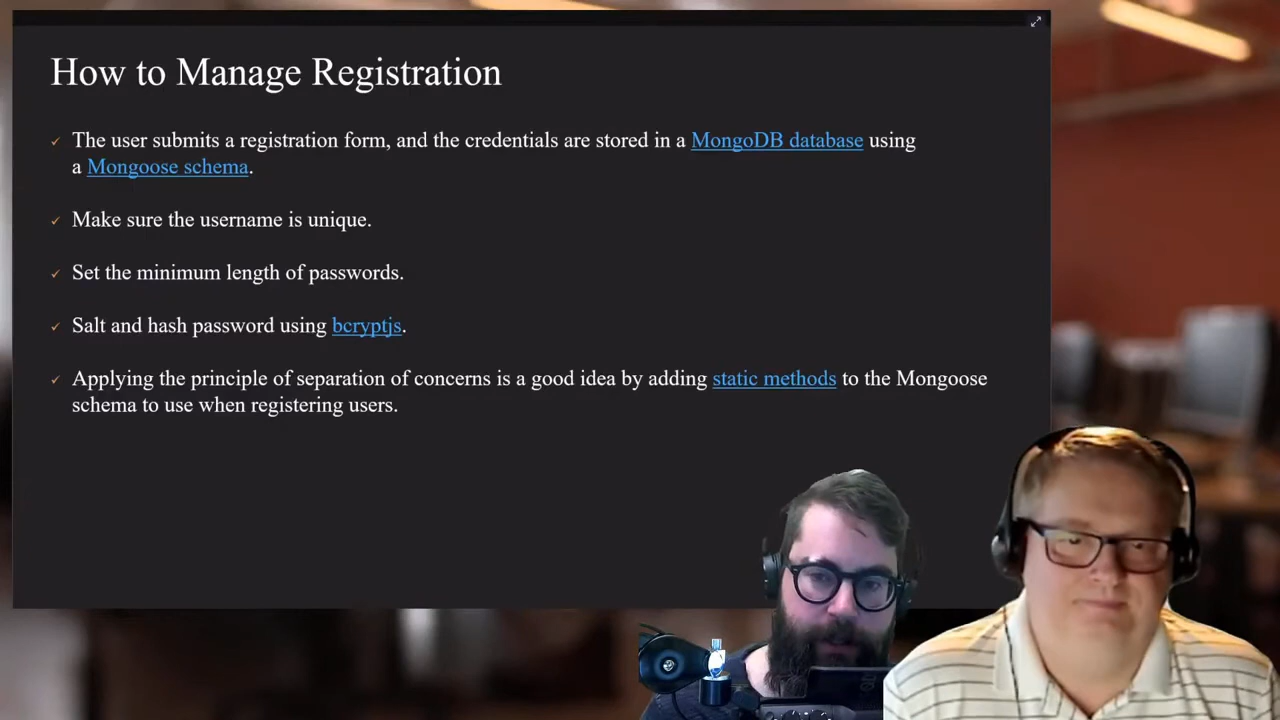 How to Manage Registration
✓ The user submits a registration form, and the credentials are stored in a MongoDB database using
a Mongoose schema.
✓ Make sure the username is unique.
✓ Set the minimum length of passwords.
✓ Salt and hash password using bcryptjs.
✓ Applying the principle of separation of concerns is a good idea by adding static methods to the Mongoose
schema to use when registering users.